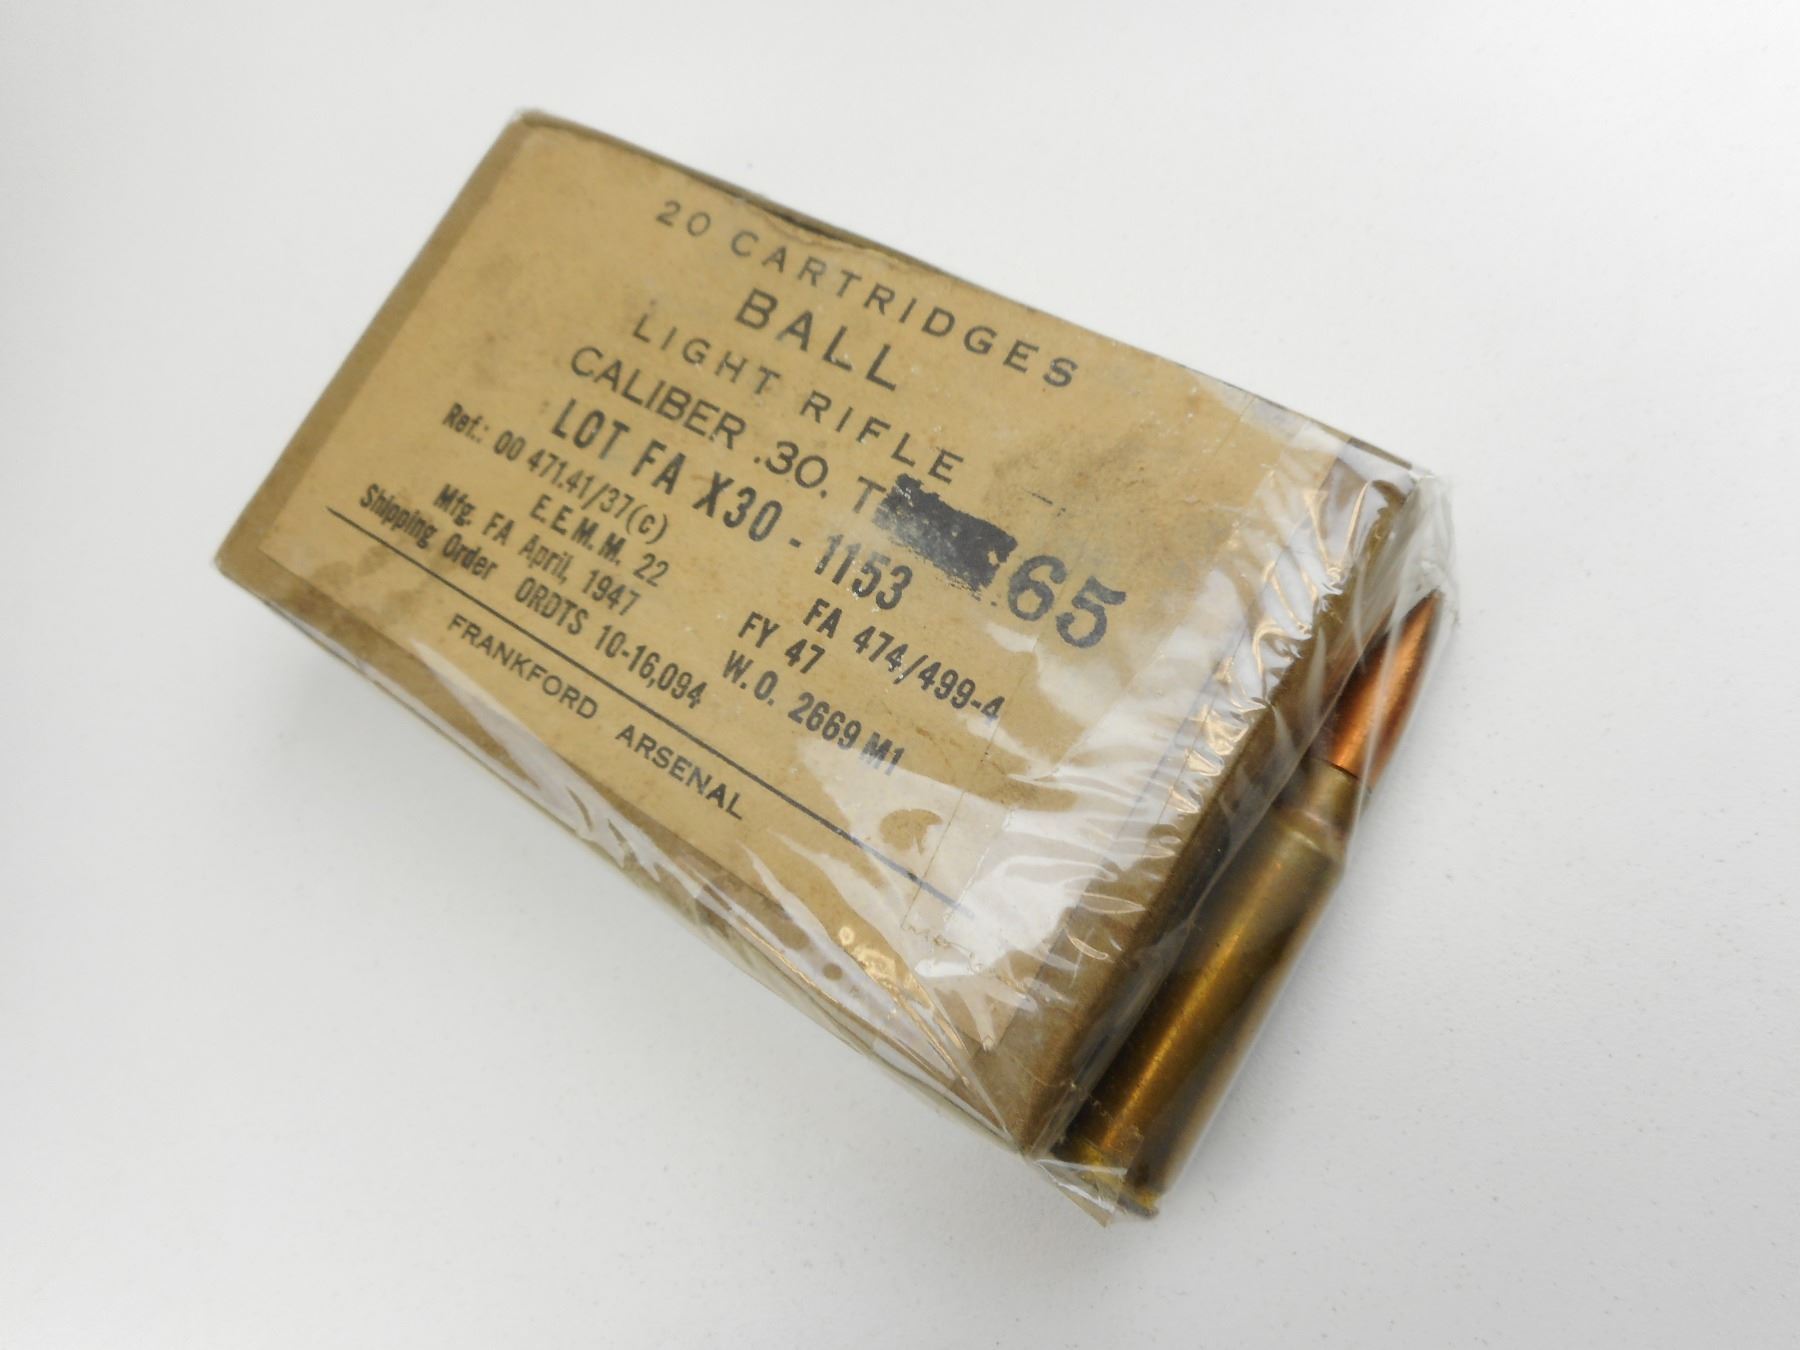 20 CARTRIDGES
BALL
LIGHT RIFLE
CALIBER .30. T 65
LOT FA X30 - 1153
Ref.: 00 471.41/37(c) FA 474/499-4
E.E.M.M. 22 FY 47
Mfg. FA April, 1947 W.O. 2669 M1
Shipping Order ORDTS 10-16,094
FRANKFORD ARSENAL